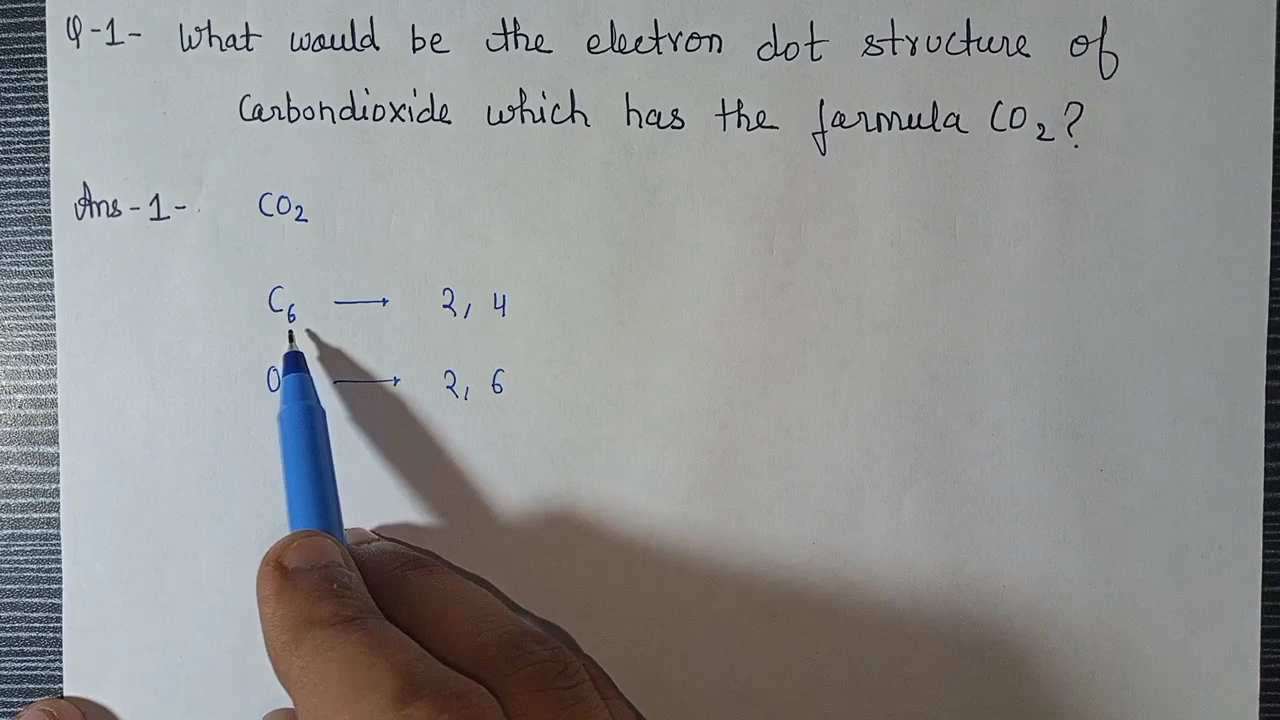 Q-1- What would be the electron dot structure of
Carbondioxide which has the farmula CO₂?
Ans-1- CO₂
C₆ → 2, 4
O → 2, 6